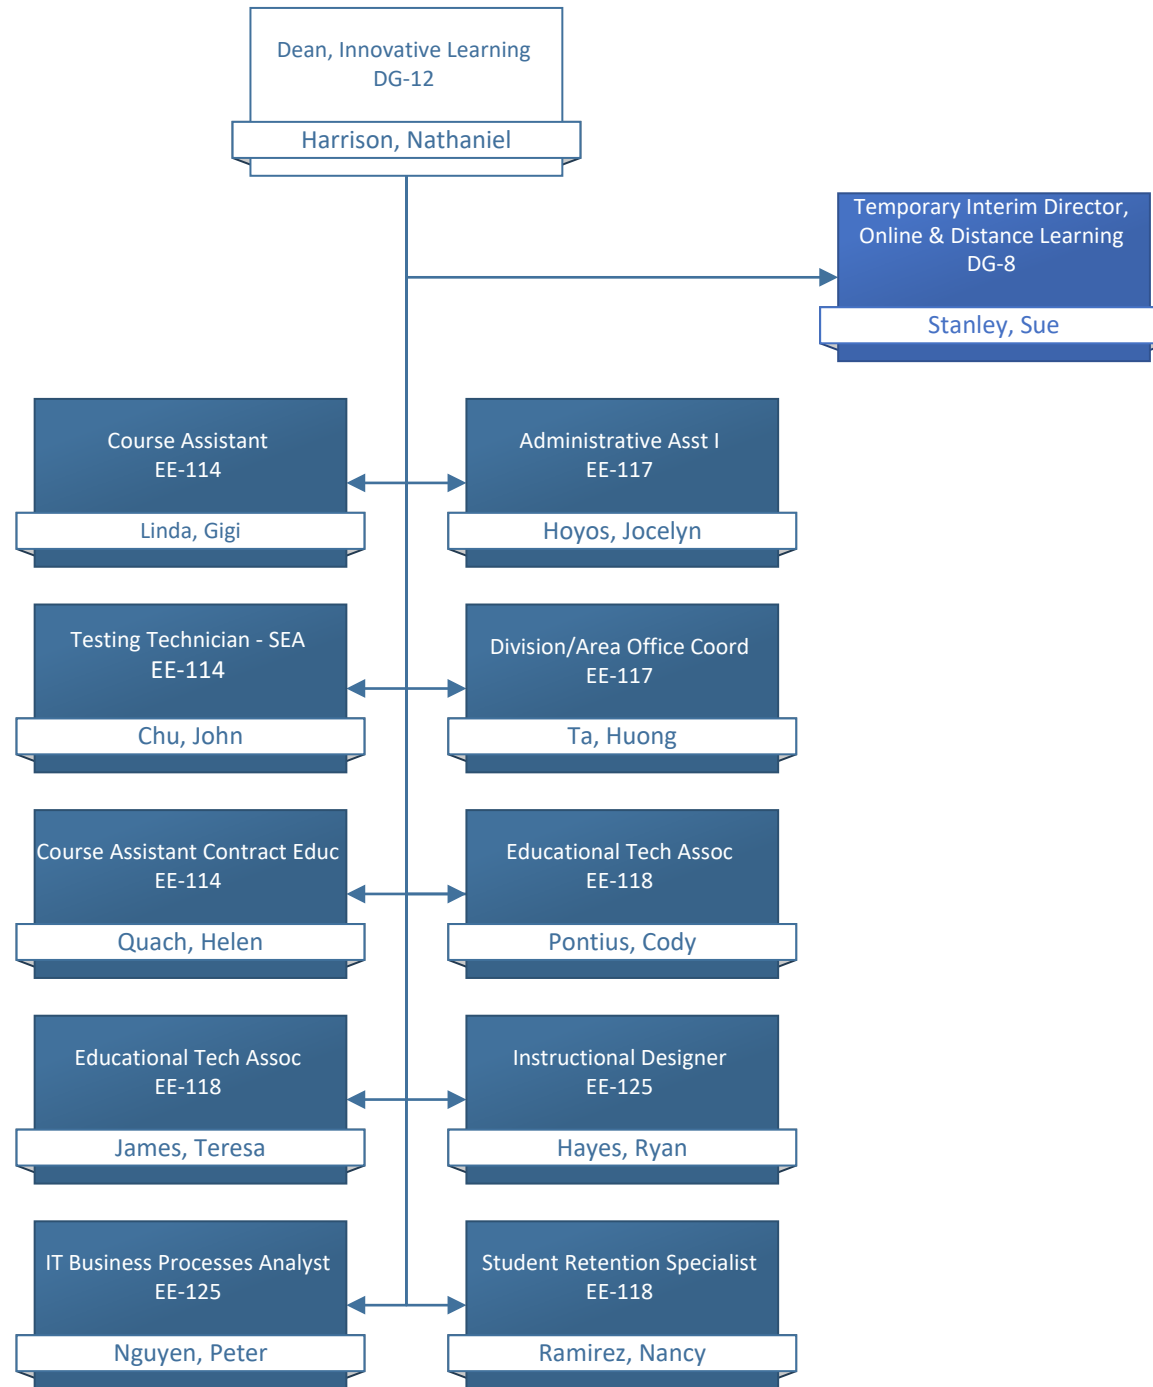 Dean, Innovative Learning
DG-12
Harrison, Nathaniel
Temporary Interim Director,
Online & Distance Learning
DG-8
Stanley, Sue
Course Assistant
EE-114
Linda, Gigi
Administrative Asst I
EE-117
Hoyos, Jocelyn
Testing Technician - SEA
EE-114
Chu, John
Division/Area Office Coord
EE-117
Ta, Huong
Course Assistant Contract Educ
EE-114
Quach, Helen
Educational Tech Assoc
EE-118
Pontius, Cody
Educational Tech Assoc
EE-118
James, Teresa
Instructional Designer
EE-125
Hayes, Ryan
IT Business Processes Analyst
EE-125
Nguyen, Peter
Student Retention Specialist
EE-118
Ramirez, Nancy